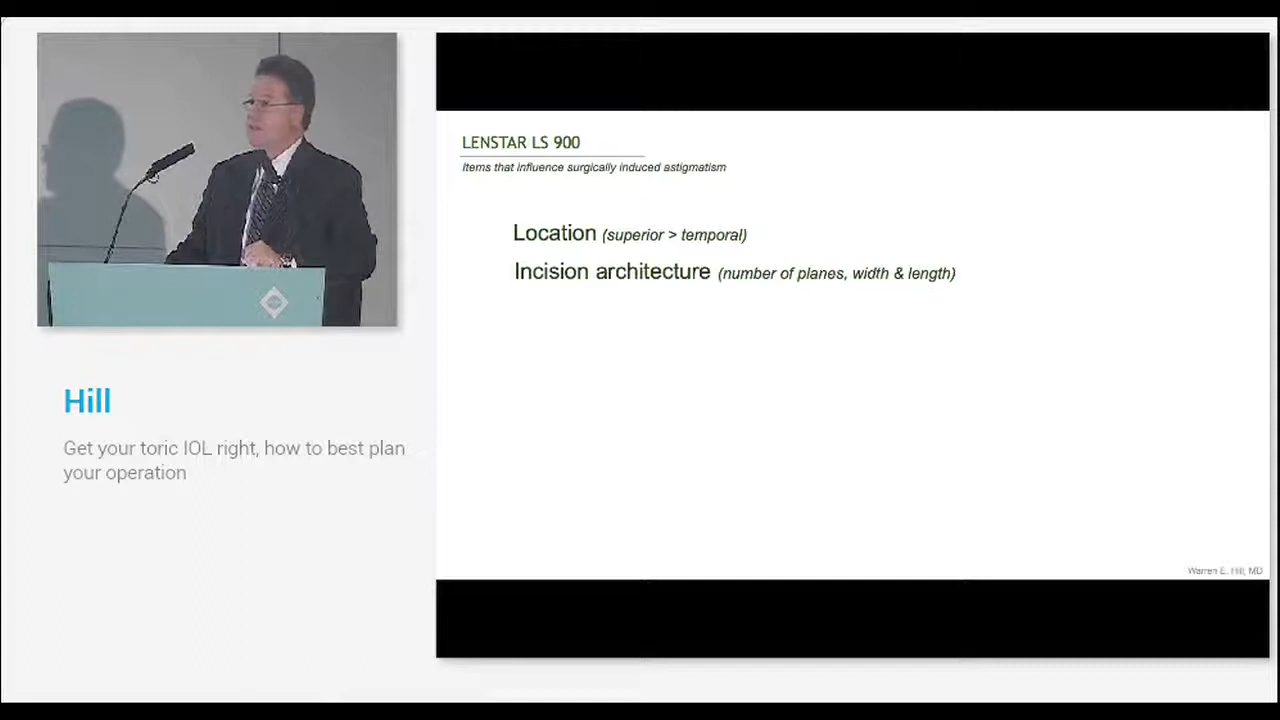 LENSTAR LS 900
Items that influence surgically induced astigmatism
Location (superior > temporal)
Incision architecture (number of planes, width & length)
Warren E. Hill, MD
Hill
Get your toric IOL right, how to best plan
your operation